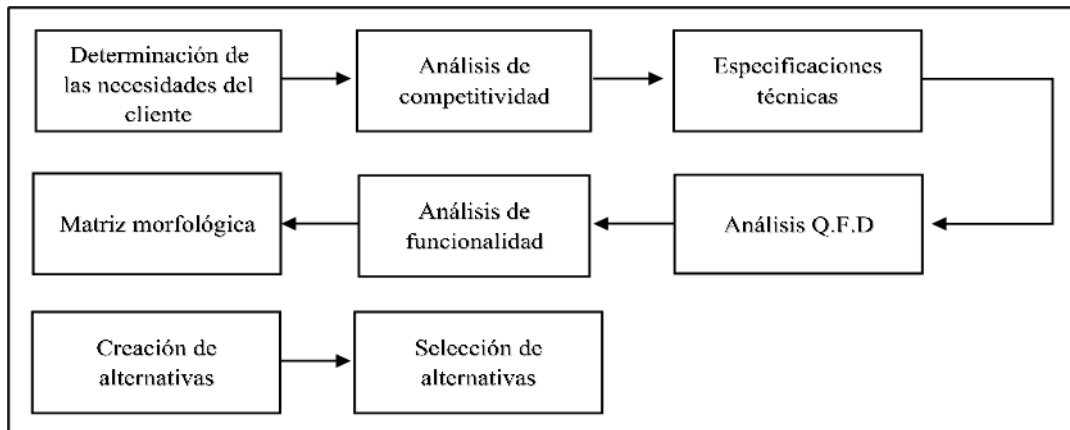 Determinación de
las necesidades del
cliente
Análisis de
competitividad
Especificaciones
técnicas
Matriz morfológica
Análisis de
funcionalidad
Análisis Q.F.D
Creación de
alternativas
Selección de
alternativas